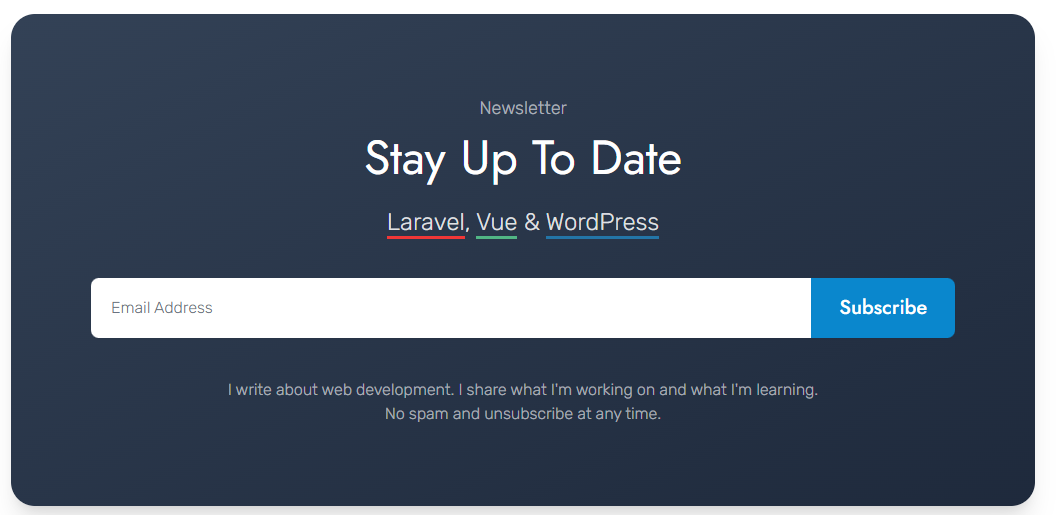 Newsletter
Stay Up To Date
Laravel, Vue & WordPress
Email Address
Subscribe
I write about web development. I share what I'm working on and what I'm learning.
No spam and unsubscribe at any time.